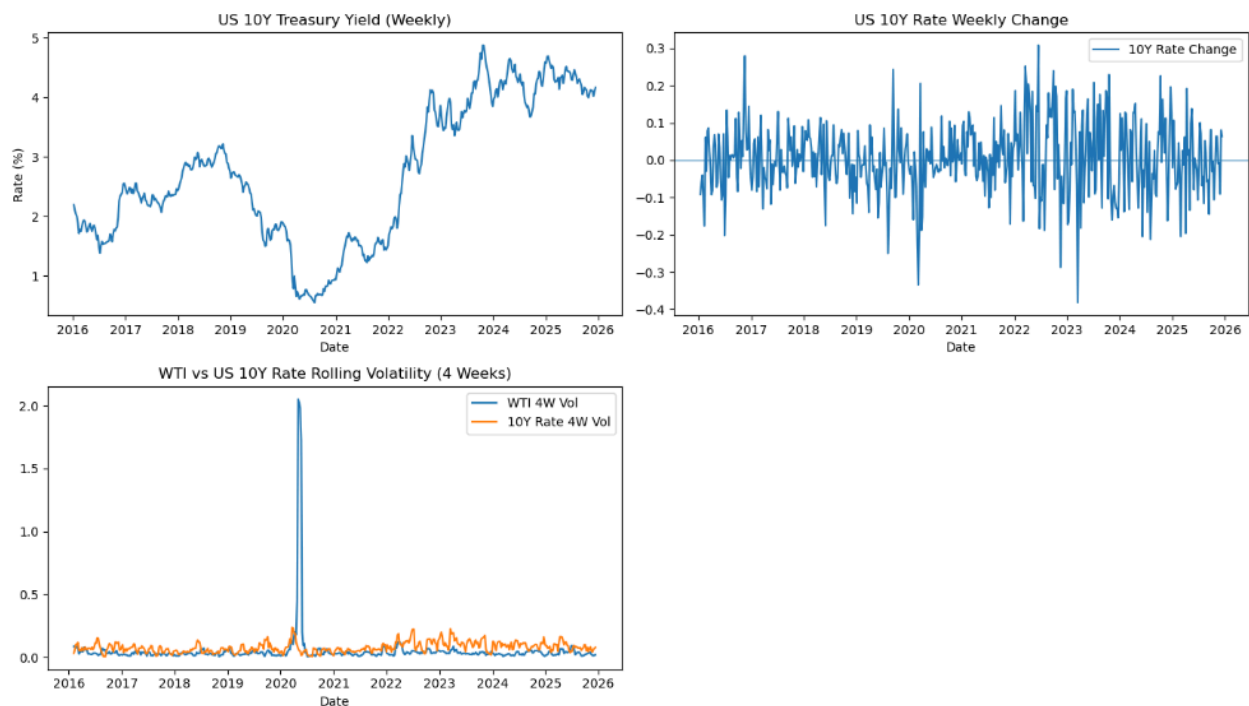 US 10Y Treasury Yield (Weekly)
5
4
3
2
1
Rate (%)
2016 2017 2018 2019 2020 2021 2022 2023 2024 2025 2026
Date
US 10Y Rate Weekly Change
10Y Rate Change
0.3
0.2
0.1
0.0
-0.1
-0.2
-0.3
-0.4
2016 2017 2018 2019 2020 2021 2022 2023 2024 2025 2026
Date
WTI vs US 10Y Rate Rolling Volatility (4 Weeks)
WTI 4W Vol
10Y Rate 4W Vol
2.0
1.5
1.0
0.5
0.0
2016 2017 2018 2019 2020 2021 2022 2023 2024 2025 2026
Date